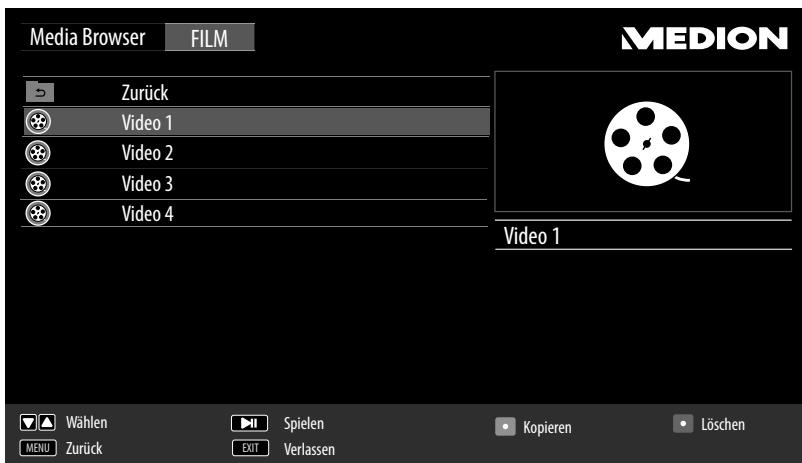 Media Browser FILM MEDION
Zurück
Video 1
Video 2
Video 3
Video 4
Video 1
Wählen Spielen Kopieren Löschen
MENU Zurück EXIT Verlassen